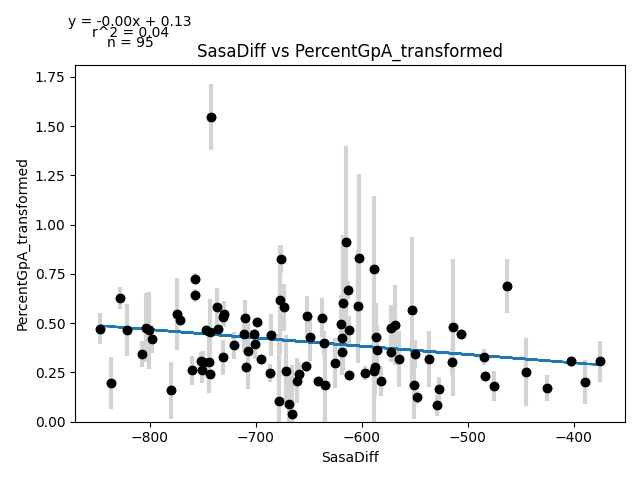 y = -0.00x + 0.13
r^2 = 0.04
n = 95
SasaDiff vs PercentGpA_transformed
PercentGpA_transformed
1.75
1.50
1.25
1.00
0.75
0.50
0.25
0.00
−800 −700 −600 −500 −400
SasaDiff